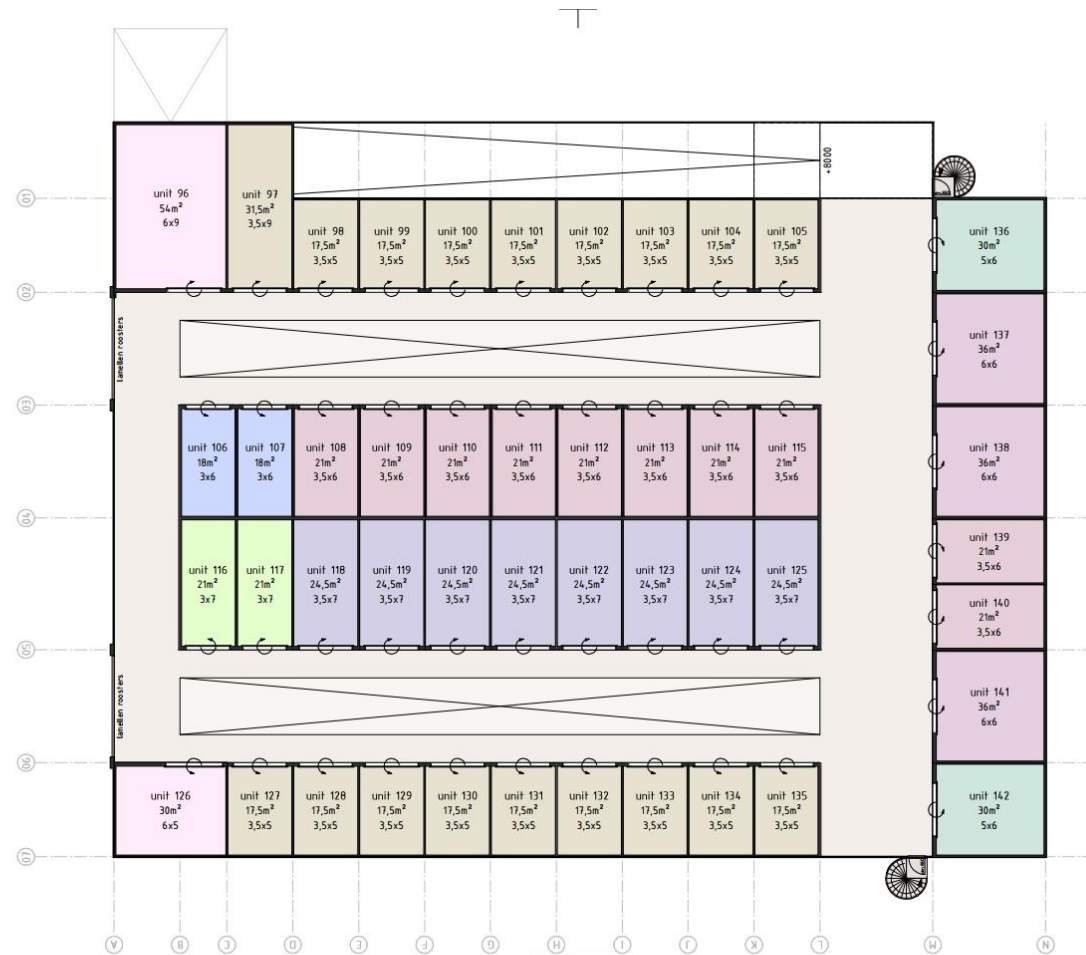 +8000
01
unit 96
54m²
6x9
unit 97
31,5m²
3,5x9
unit 98
17,5m²
3,5x5
unit 99
17,5m²
3,5x5
unit 100
17,5m²
3,5x5
unit 101
17,5m²
3,5x5
unit 102
17,5m²
3,5x5
unit 103
17,5m²
3,5x5
unit 104
17,5m²
3,5x5
unit 105
17,5m²
3,5x5
unit 136
30m²
5x6
02
lamellen roosters
unit 137
36m²
6x6
03
unit 106
18m²
3x6
unit 107
18m²
3x6
unit 108
21m²
3,5x6
unit 109
21m²
3,5x6
unit 110
21m²
3,5x6
unit 111
21m²
3,5x6
unit 112
21m²
3,5x6
unit 113
21m²
3,5x6
unit 114
21m²
3,5x6
unit 115
21m²
3,5x6
unit 138
36m²
6x6
04
unit 116
21m²
3x7
unit 117
21m²
3x7
unit 118
24,5m²
3,5x7
unit 119
24,5m²
3,5x7
unit 120
24,5m²
3,5x7
unit 121
24,5m²
3,5x7
unit 122
24,5m²
3,5x7
unit 123
24,5m²
3,5x7
unit 124
24,5m²
3,5x7
unit 125
24,5m²
3,5x7
unit 139
21m²
3,5x6
unit 140
21m²
3,5x6
05
lamellen roosters
unit 141
36m²
6x6
06
unit 126
30m²
6x5
unit 127
17,5m²
3,5x5
unit 128
17,5m²
3,5x5
unit 129
17,5m²
3,5x5
unit 130
17,5m²
3,5x5
unit 131
17,5m²
3,5x5
unit 132
17,5m²
3,5x5
unit 133
17,5m²
3,5x5
unit 134
17,5m²
3,5x5
unit 135
17,5m²
3,5x5
unit 142
30m²
5x6
07
A B C D E F G H I J K L M N